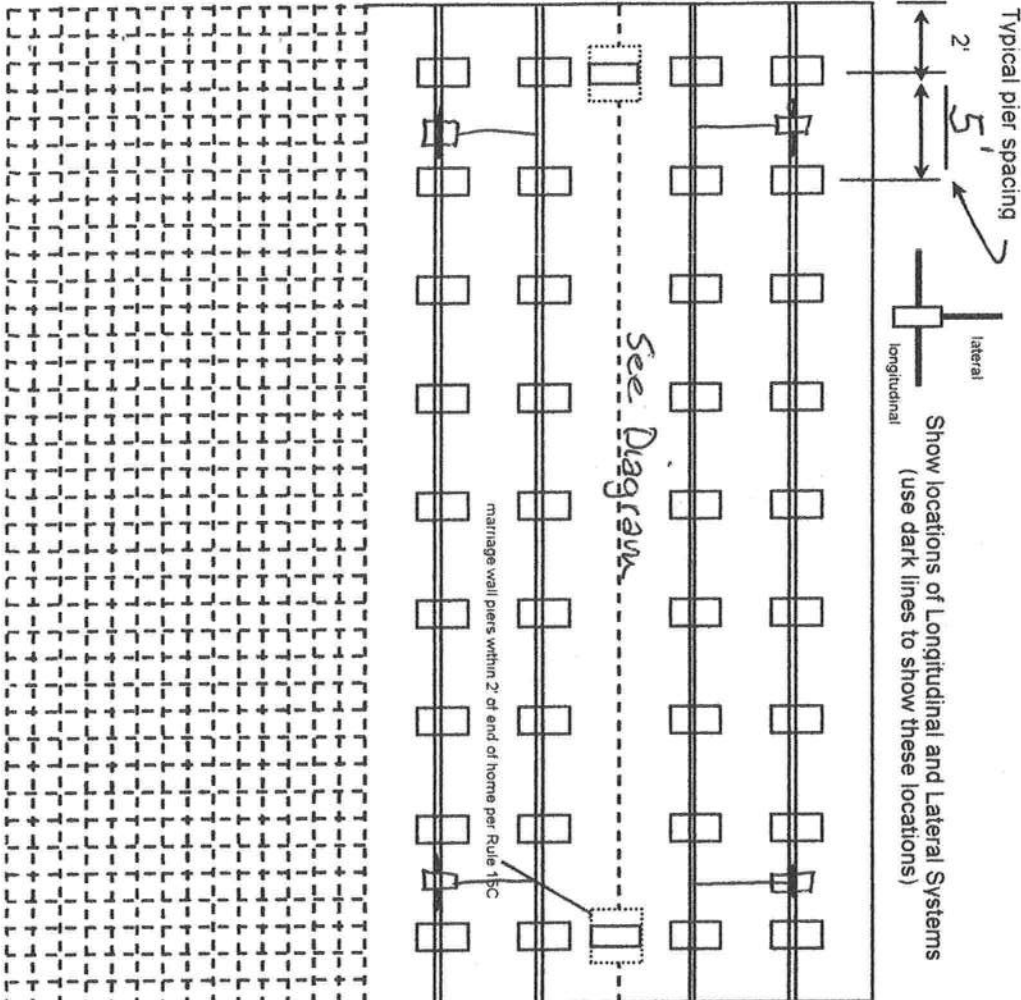 Typical pier spacing
2'
5'
lateral
longitudinal
Show locations of Longitudinal and Lateral Systems
(use dark lines to show these locations)
See Diagram
marriage wall piers within 2' of end of home per Rule 15C